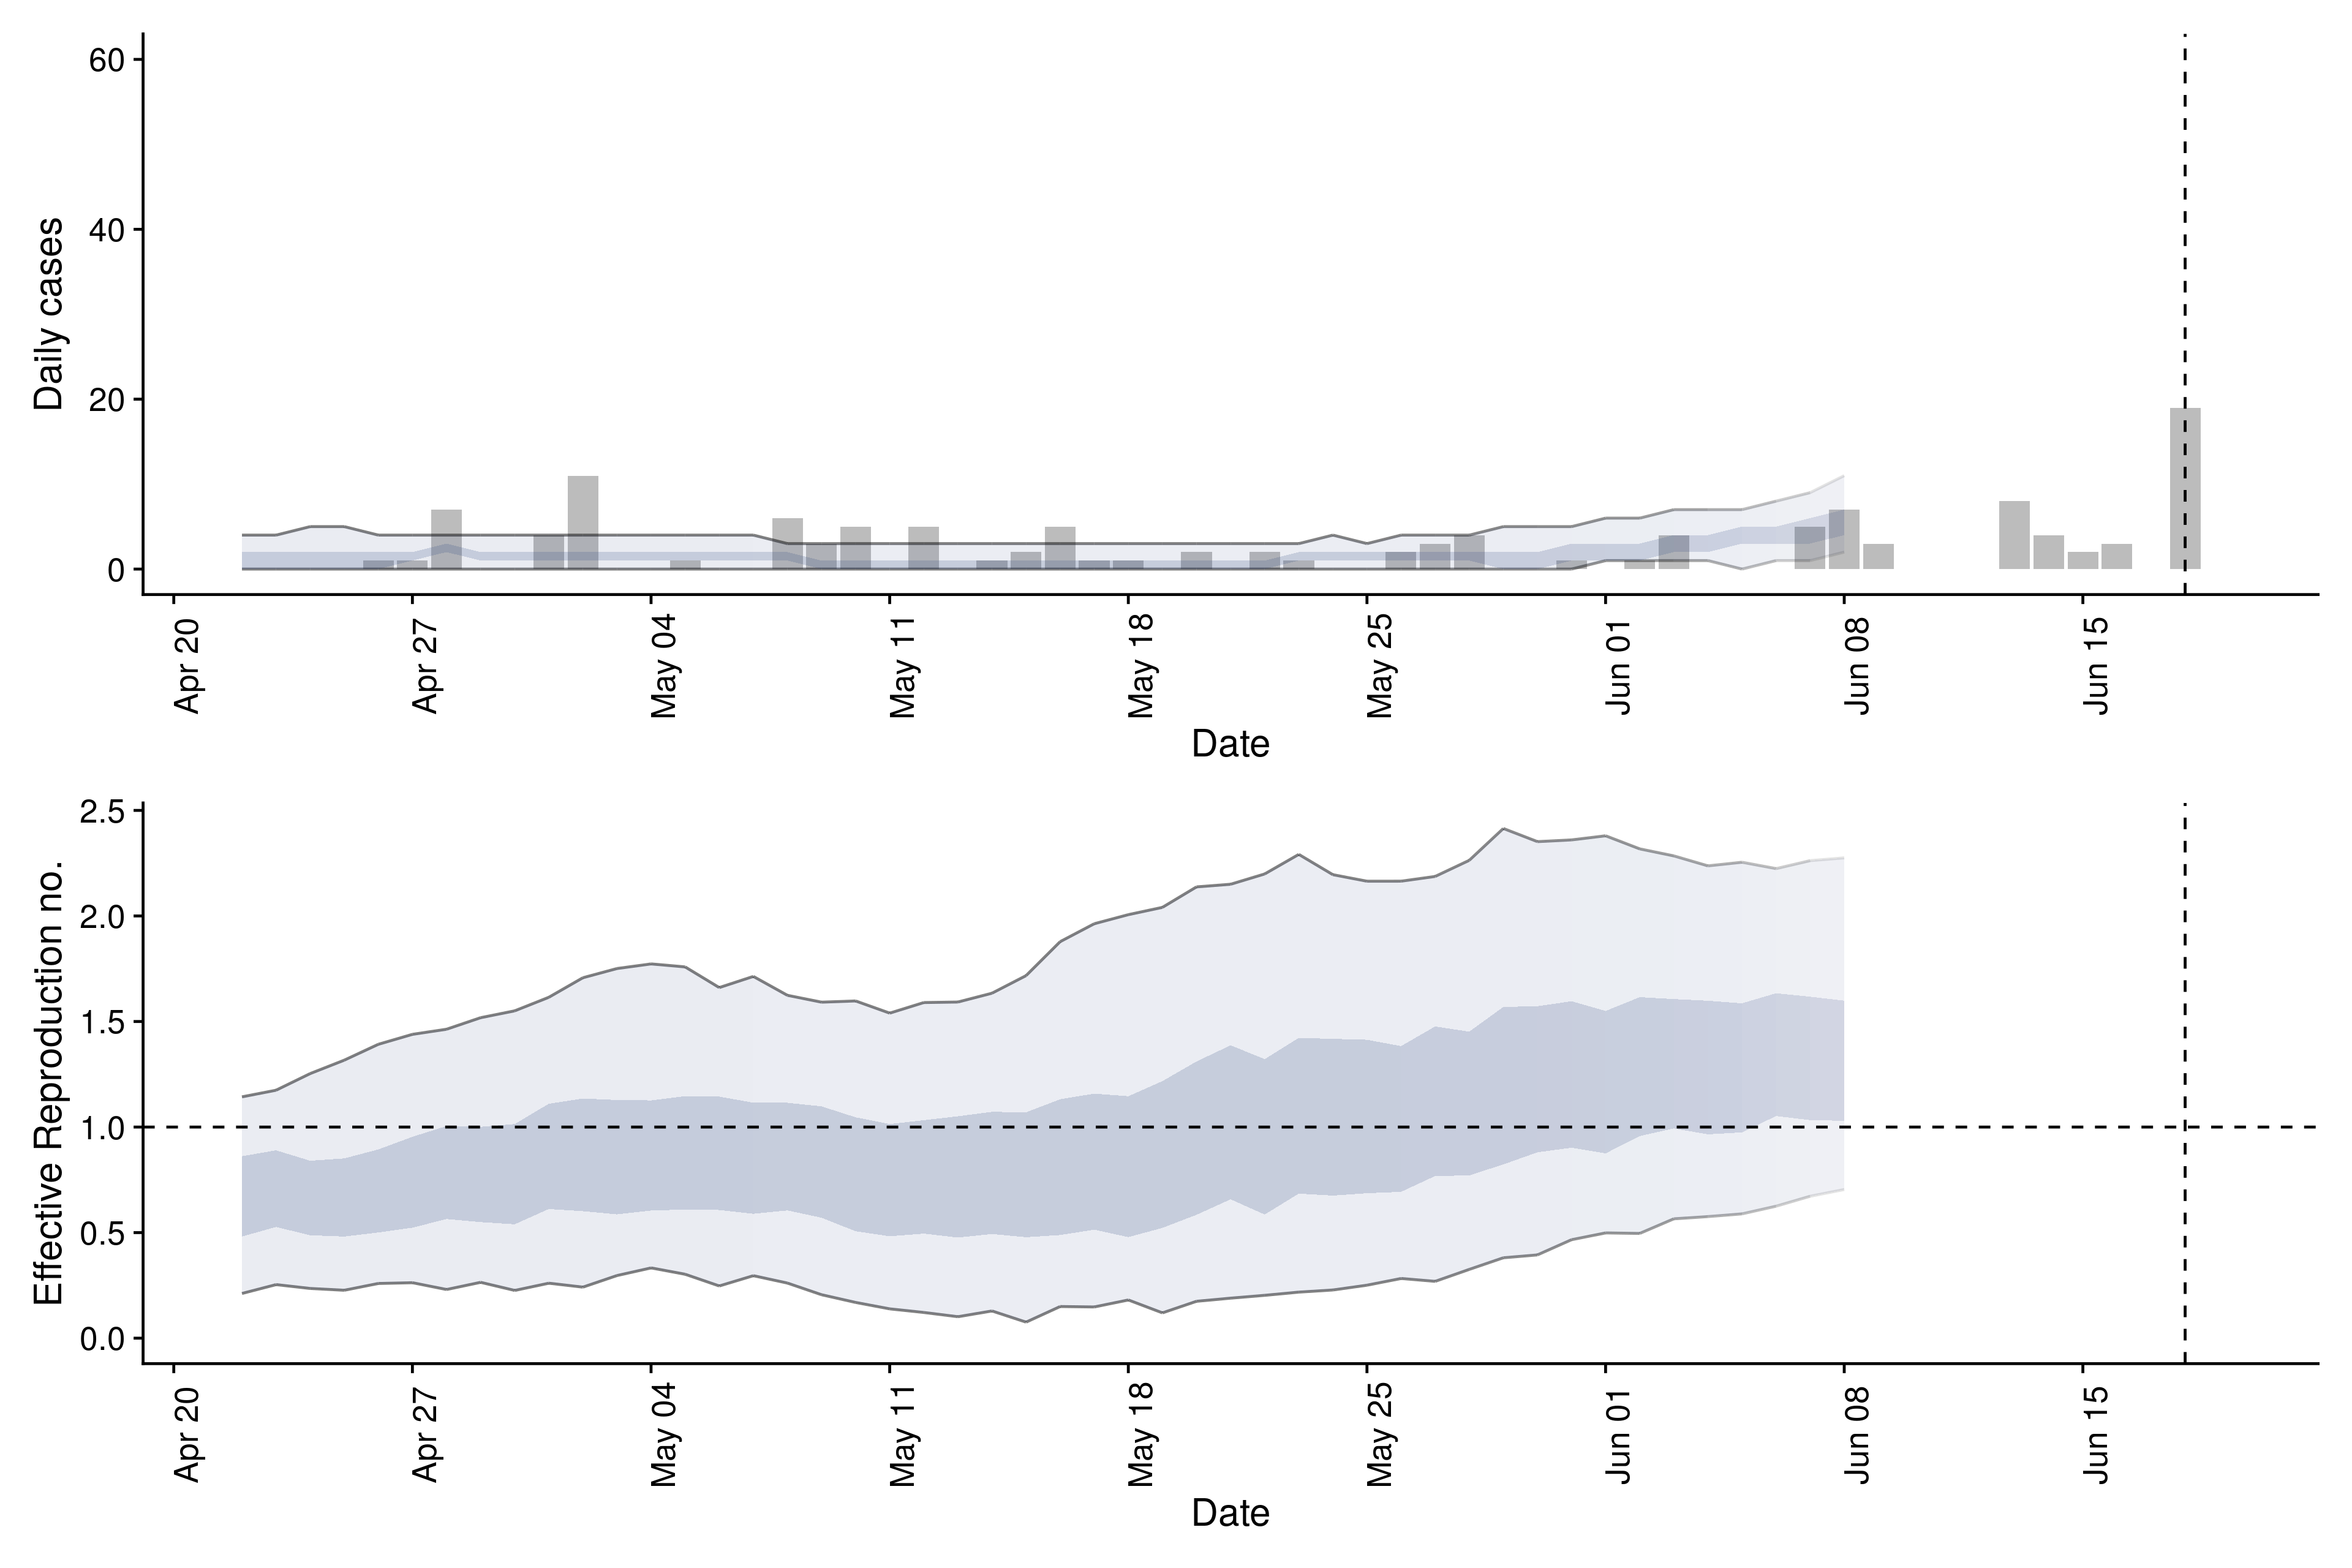 Daily cases
60
40
20
0
Apr 20
Apr 27
May 04
May 11
May 18
May 25
Jun 01
Jun 08
Jun 15
Date
Effective Reproduction no.
2.5
2.0
1.5
1.0
0.5
0.0
Apr 20
Apr 27
May 04
May 11
May 18
May 25
Jun 01
Jun 08
Jun 15
Date